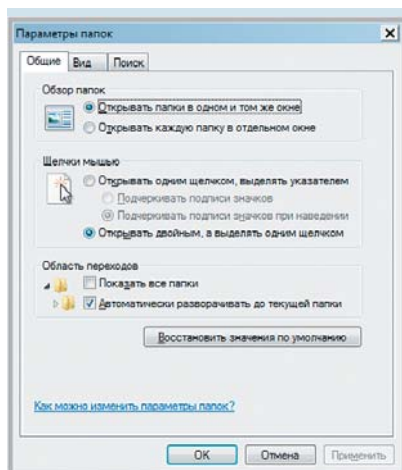 Параметры папок
Общие Вид Поиск
Обзор папок
Открывать папки в одном и том же окне
Открывать каждую папку в отдельном окне
Щелчки мышью
Открывать одним щелчком, выделять указателем
Подчеркивать подписи значков
Подчеркивать подписи значков при наведении
Открывать двойным, а выделять одним щелчком
Область переходов
Показать все папки
Автоматически разворачивать до текущей папки
Восстановить значения по умолчанию
Как можно изменить параметры папок?
ОК Отмена Применить